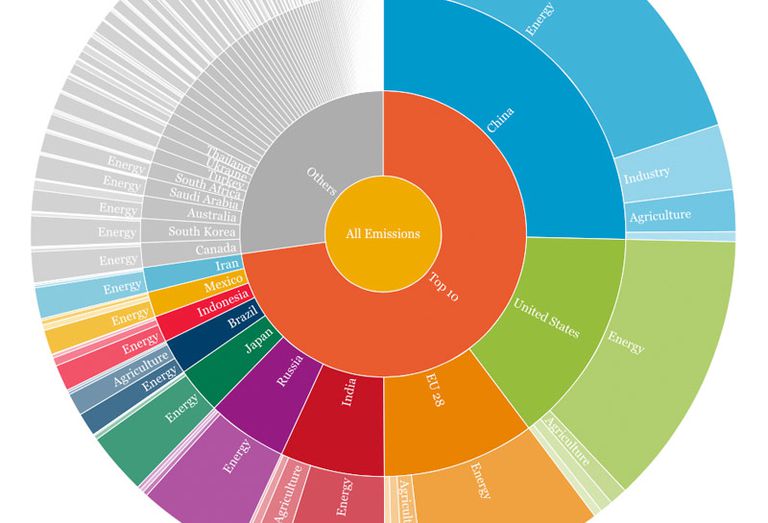 All Emissions
Top 10
Others
China
Energy
Industry
Agriculture
United States
Energy
Agriculture
EU 28
Energy
Agricul
India
Energy
Agriculture
Russia
Energy
Japan
Energy
Brazil
Energy
Agriculture
Indonesia
Energy
Mexico
Energy
Iran
Energy
Canada
Energy
South Korea
Energy
Australia
Energy
Saudi Arabia
Energy
South Africa
Energy
Turkey
Ukraine
Thailand